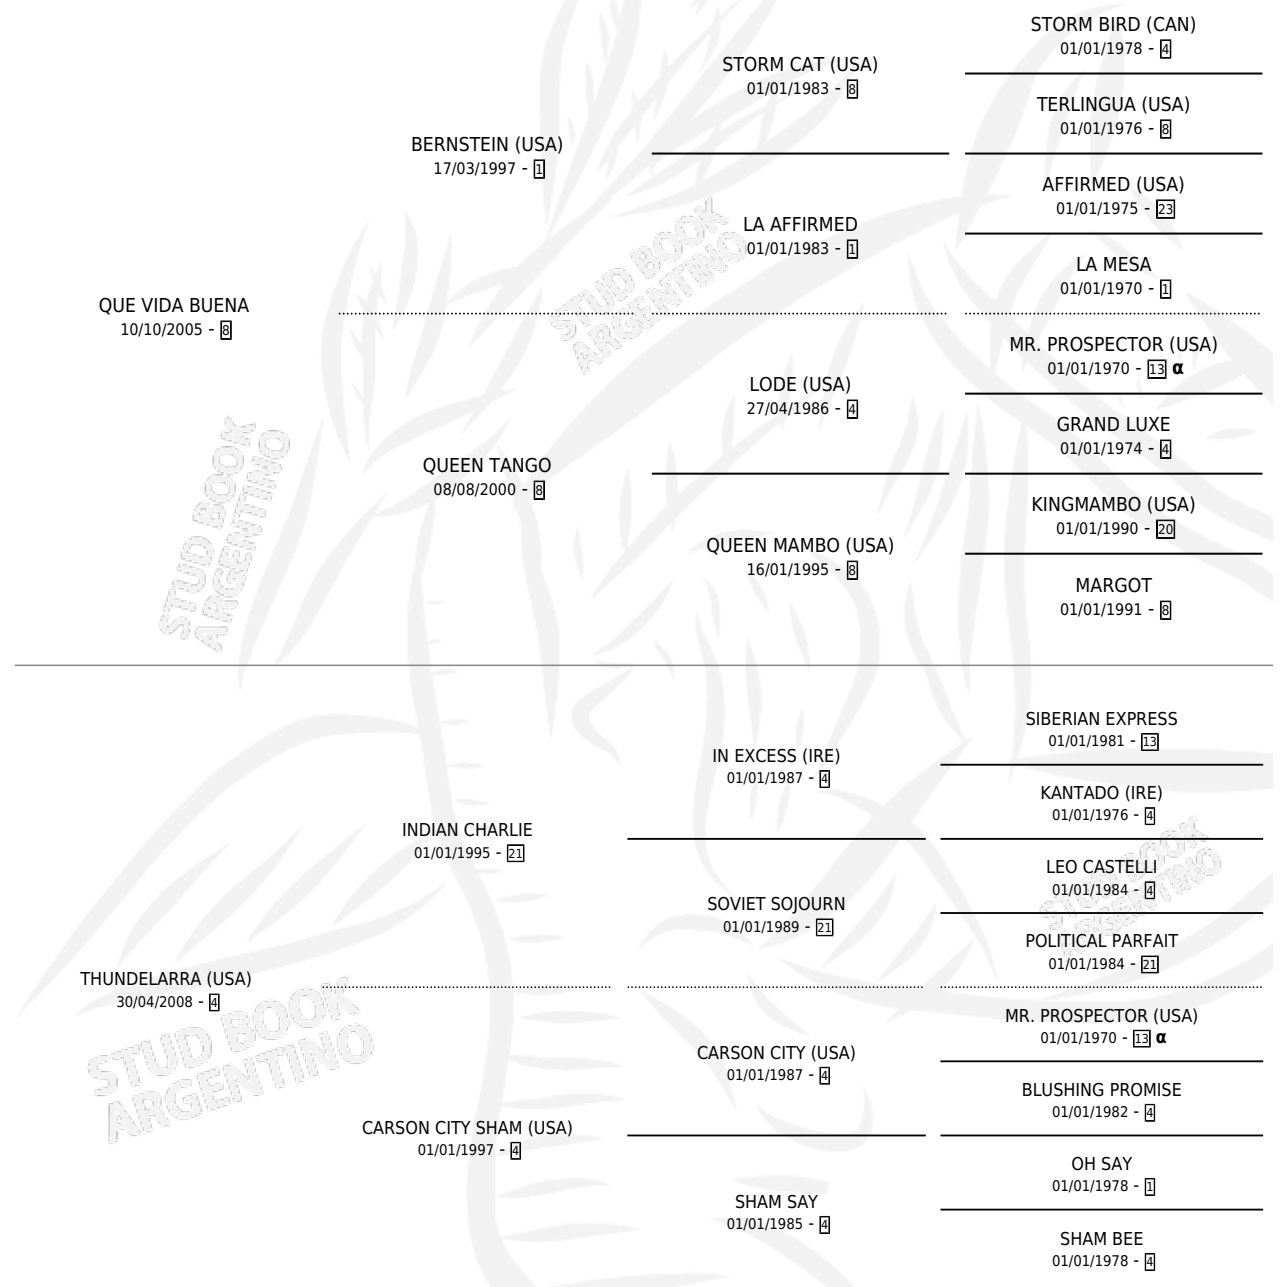 STORM BIRD (CAN)
01/01/1978 - 4
STORM CAT (USA)
01/01/1983 - 8
TERLINGUA (USA)
01/01/1976 - 8
BERNSTEIN (USA)
17/03/1997 - 1
AFFIRMED (USA)
01/01/1975 - 23
LA AFFIRMED
01/01/1983 - 1
LA MESA
01/01/1970 - 1
QUE VIDA BUENA
10/10/2005 - 8
MR. PROSPECTOR (USA)
01/01/1970 - 13 α
LODE (USA)
27/04/1986 - 4
GRAND LUXE
01/01/1974 - 4
QUEEN TANGO
08/08/2000 - 8
KINGMAMBO (USA)
01/01/1990 - 20
QUEEN MAMBO (USA)
16/01/1995 - 8
MARGOT
01/01/1991 - 8
STUD BOOK
ARGENTINO
STUD BOOK
ARGENTINO
SIBERIAN EXPRESS
01/01/1981 - 13
IN EXCESS (IRE)
01/01/1987 - 4
KANTADO (IRE)
01/01/1976 - 4
INDIAN CHARLIE
01/01/1995 - 21
LEO CASTELLI
01/01/1984 - 4
SOVIET SOJOURN
01/01/1989 - 21
POLITICAL PARFAIT
01/01/1984 - 21
THUNDELARRA (USA)
30/04/2008 - 4
MR. PROSPECTOR (USA)
01/01/1970 - 13 α
CARSON CITY (USA)
01/01/1987 - 4
BLUSHING PROMISE
01/01/1982 - 4
CARSON CITY SHAM (USA)
01/01/1997 - 4
OH SAY
01/01/1978 - 1
SHAM SAY
01/01/1985 - 4
SHAM BEE
01/01/1978 - 4
STUD BOOK
ARGENTINO
STUD BOOK
ARGENTINO